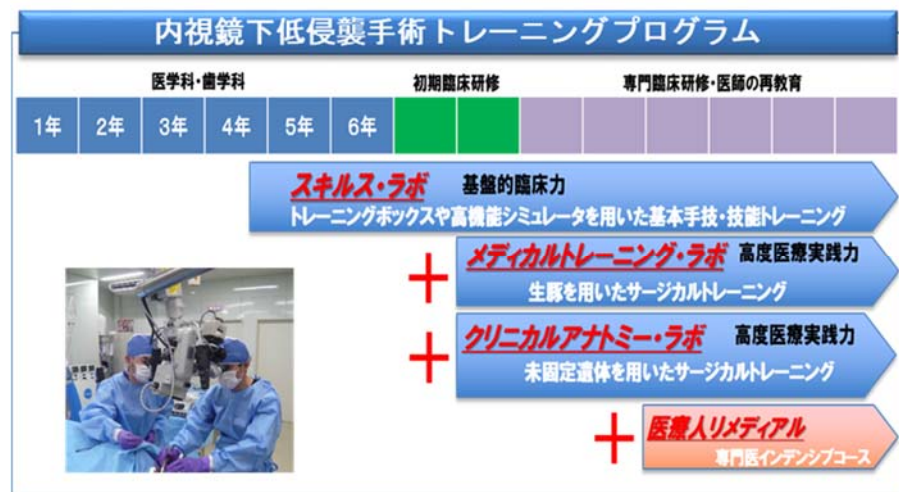 内視鏡下低侵襲手術トレーニングプログラム
医学科・歯学科
初期臨床研修
専門臨床研修・医師の再教育
1年 2年 3年 4年 5年 6年
スキルス・ラボ 基盤的臨床力
トレーニングボックスや高機能シミュレータを用いた基本手技・技能トレーニング
+ メディカルトレーニング・ラボ 高度医療実践力
生豚を用いたサージカルトレーニング
+ クリニカルアナトミー・ラボ 高度医療実践力
未固定遺体を用いたサージカルトレーニング
+ 医療人リメディアル
専門医インデンシブコース